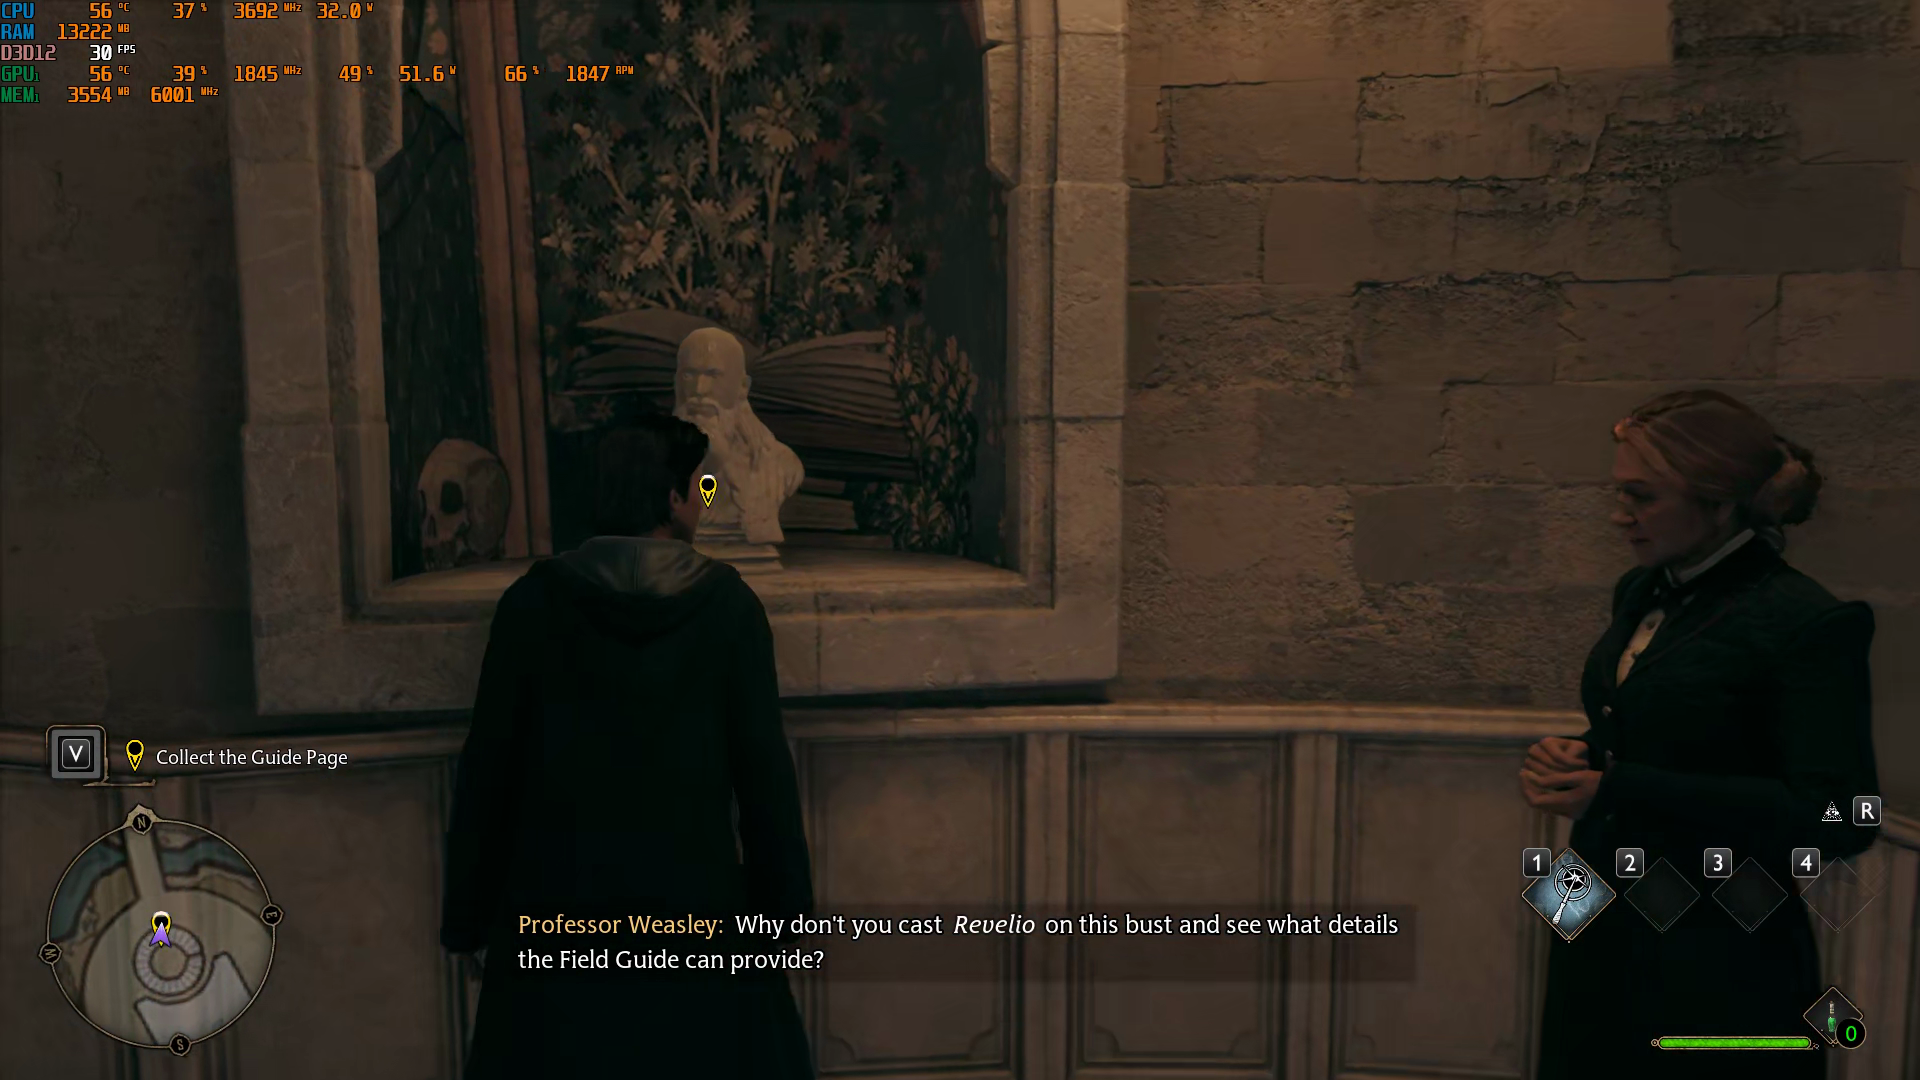 CPU 56 °C 37 % 3692 MHz 32.0 W
RAM 13222 MB
D3D12 30 FPS
GPU1 56 °C 39 % 1845 MHz 49 % 51.6 W 66 % 1847 RPM
MEM1 3554 MB 6001 MHz
V Collect the Guide Page
N
E
W
S
R
1 2 3 4
Professor Weasley: Why don't you cast Revelio on this bust and see what details
the Field Guide can provide?
0